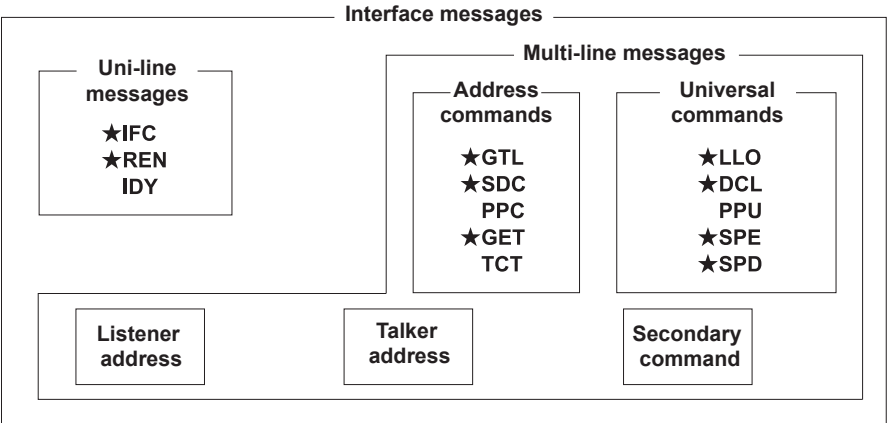 Interface messages
Uni-line
messages
★IFC
★REN
IDY
Multi-line messages
Address
commands
★GTL
★SDC
PPC
★GET
TCT
Universal
commands
★LLO
★DCL
PPU
★SPE
★SPD
Listener
address
Talker
address
Secondary
command